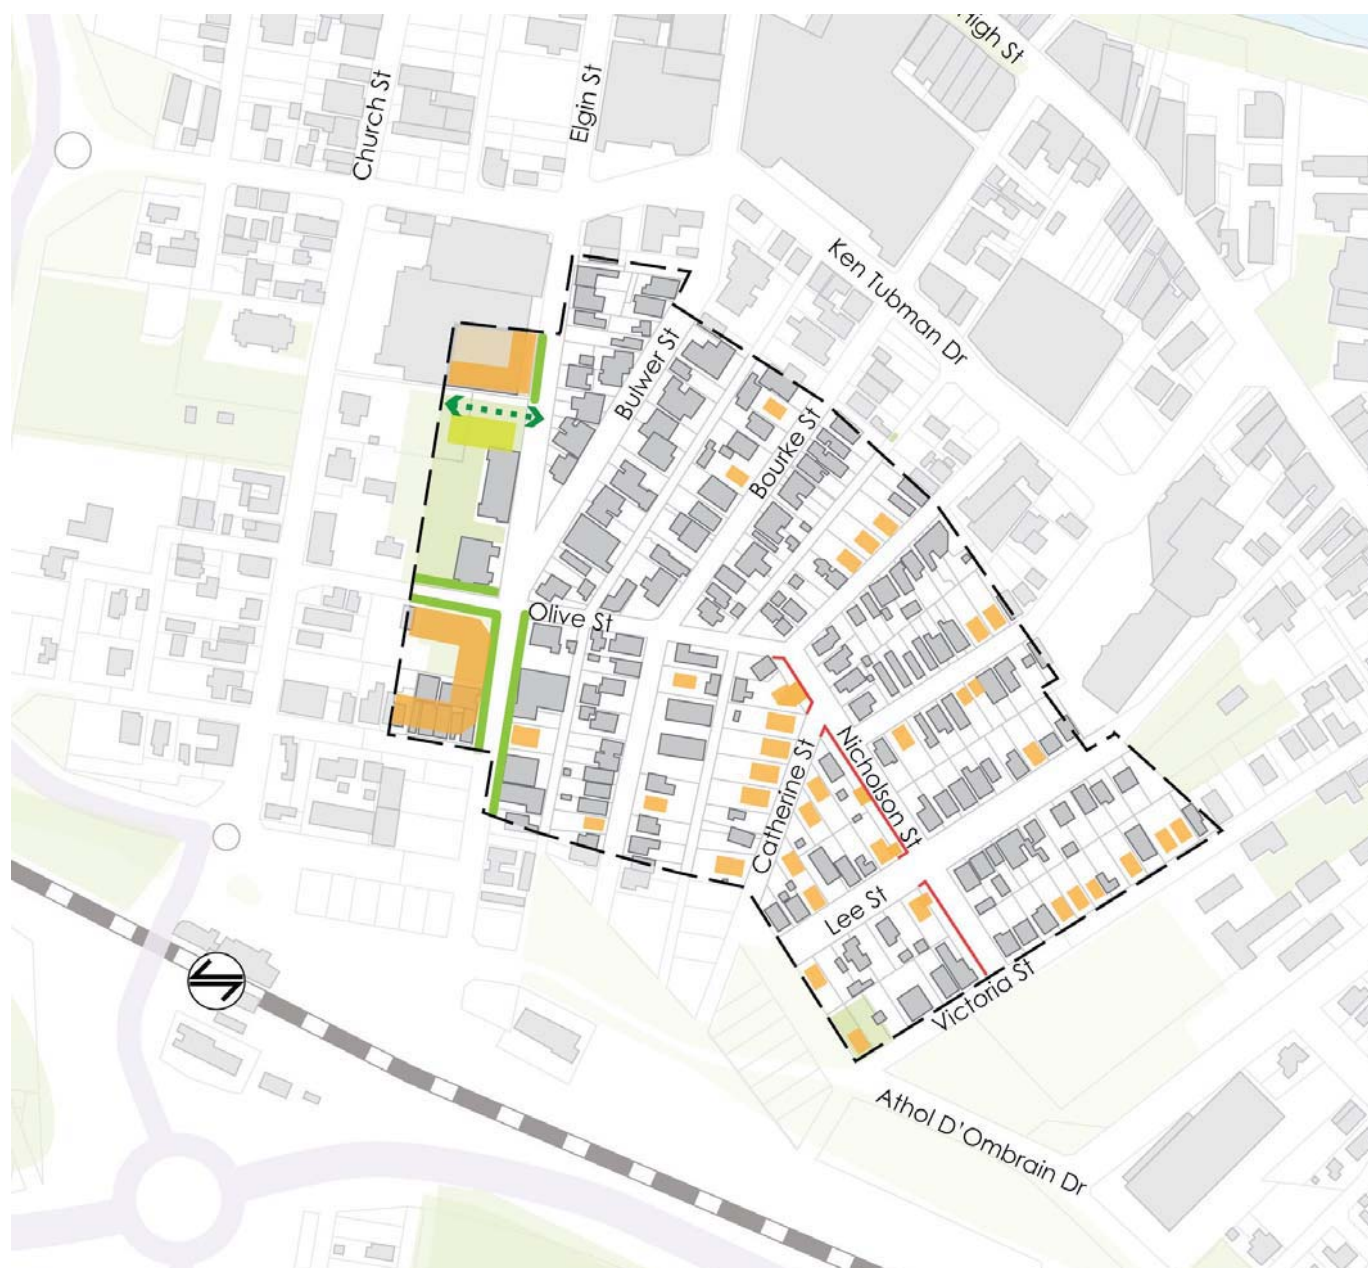 High St
Church St
Elgin St
Ken Tubman Dr
Bulwer St
Bourke St
Olive St
Nicholson St
Catherine St
Lee St
Victoria St
Athol D'Ombrain Dr